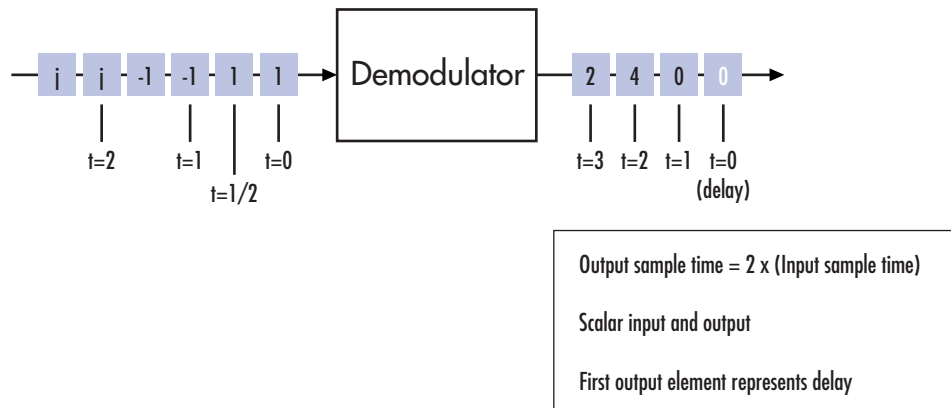 j j -1 -1 1 1
Demodulator
2 4 0 0
t=2 t=1 t=0
t=1/2
t=3 t=2 t=1 t=0
(delay)
Output sample time = 2 x (Input sample time)
Scalar input and output
First output element represents delay